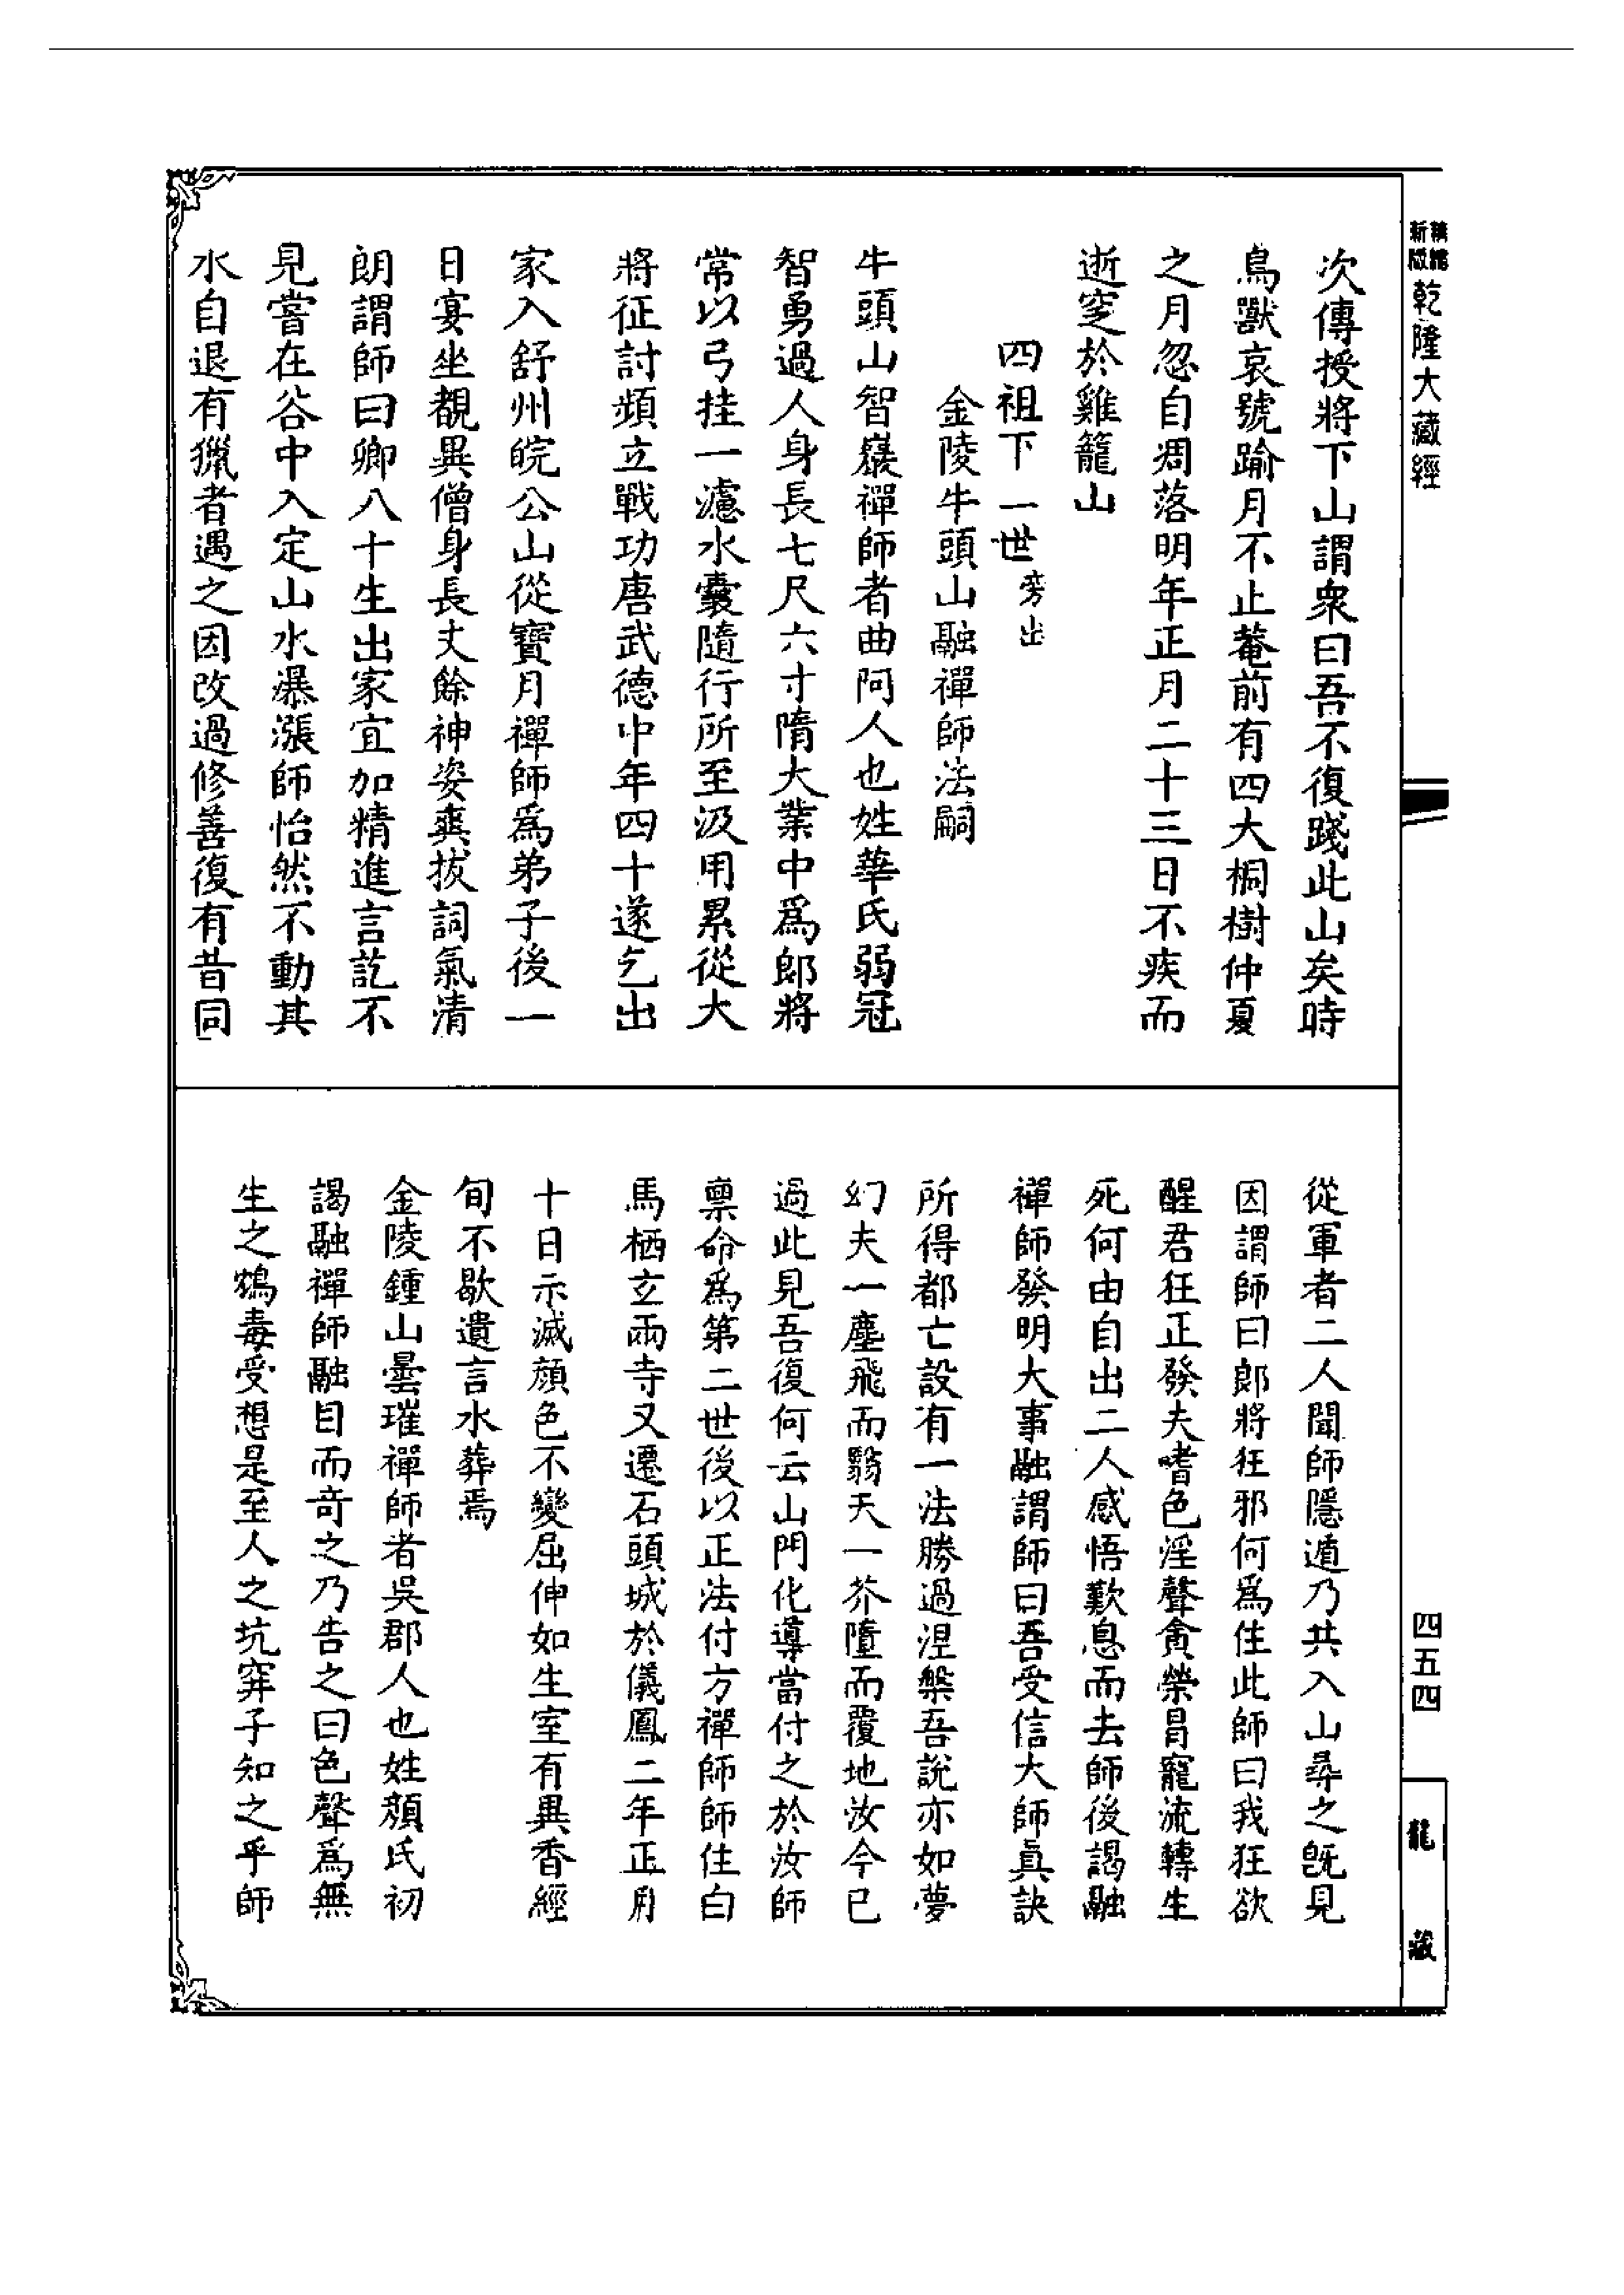 乾隆大藏經
次傳授將下山謂衆曰吾不復踐此山矣時
鳥獸哀號踰月不止菴前有四大桐樹仲夏
之月忽自凋落明年正月二十三日不疾而
逝窆於雞籠山
四祖下一世旁出
金陵牛頭山融禪師法嗣
牛頭山智巖禪師者曲阿人也姓華氏弱冠
智勇過人身長七尺六寸隋大業中爲郎將
常以弓挂一濾水囊隨行所至汲用累從大
將征討頻立戰功唐武德中年四十遂乞出
家入舒州皖公山從寶月禪師爲弟子後一
日宴坐覩異僧身長丈餘神姿爽拔詞氣清
朗謂師曰卿八十生出家宜加精進言訖不
見嘗在谷中入定山水瀑漲師怡然不動其
水自退有獵者遇之因改過修善復有昔同
從軍者二人聞師隱遁乃共入山尋之旣見
因謂師曰郎將狂邪何爲住此師曰我狂欲
醒君狂正發夫嗜色淫聲貪榮冒寵流轉生
死何由自出二人感悟歎息而去師後謁融
禪師發明大事融謂師曰吾受信大師眞訣
所得都亡設有一法勝過涅槃吾說亦如夢
幻夫一塵飛而翳天一芥墮而覆地汝今已
過此見吾復何云山門化導當付之於汝師
禀命爲第二世後以正法付方禪師師住白
馬栖玄兩寺又遷石頭城於儀鳳二年正月
十日示滅顏色不變屈伸如生室有異香經
旬不歇遺言水葬焉
金陵鍾山曇璀禪師者吳郡人也姓顏氏初
謁融禪師融目而奇之乃告之曰色聲爲無
生之鴆毒受想是至人之坑穽子知之乎師
四五四
龍藏